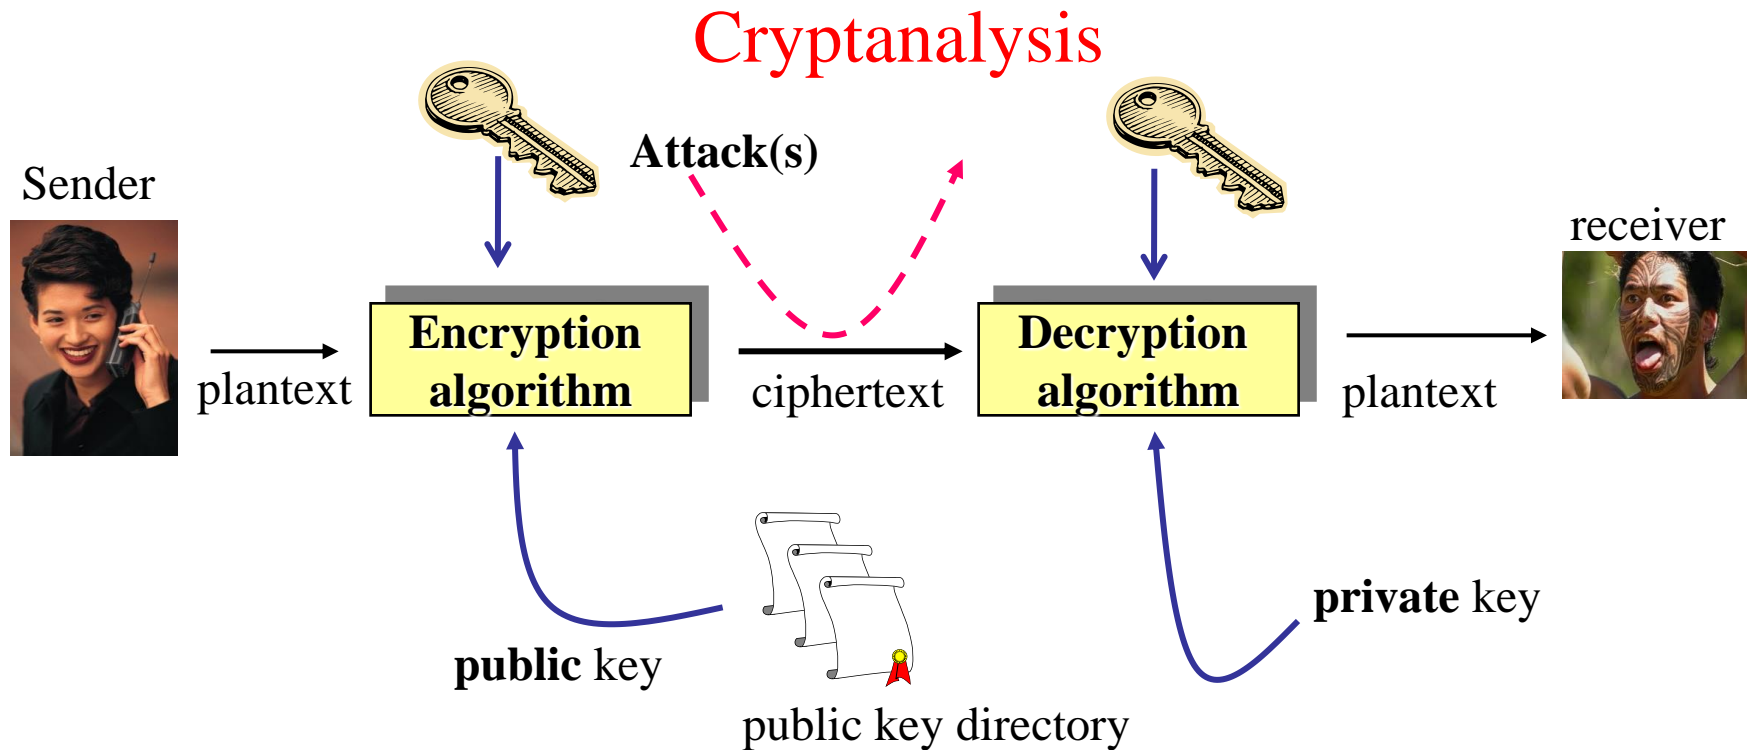 Cryptanalysis
Attack(s)
Sender
receiver
Encryption
algorithm
Decryption
algorithm
plantext
ciphertext
plantext
private key
public key
public key directory